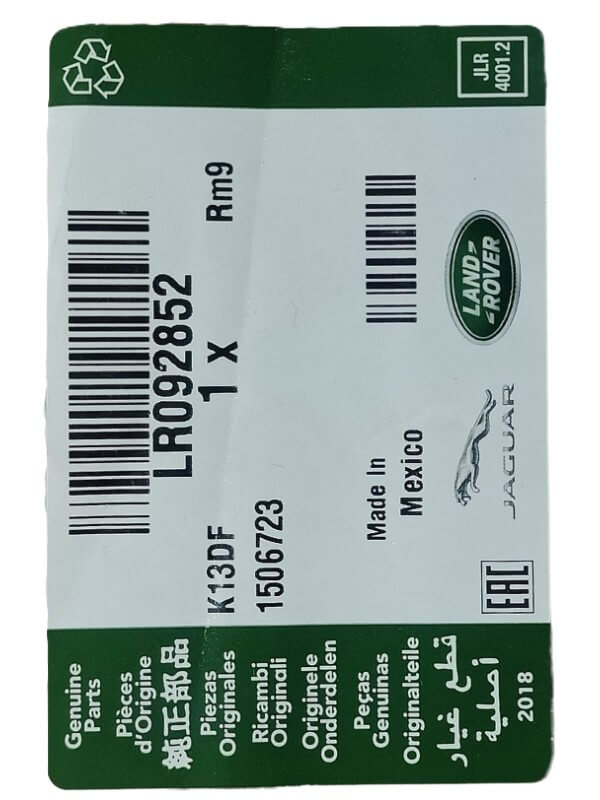 Genuine
Parts
Pièces
d'Origine
純正部品
Piezas
Originales
Ricambi
Originali
Originele
Onderdelen
Peças
Genuinas
Originalteile
قطع غيار
أصلية
2018
LR092852
K13DF 1 X Rm9
1506723
Made In
Mexico
EAC
JAGUAR
LAND ROVER
JLR
4001.2